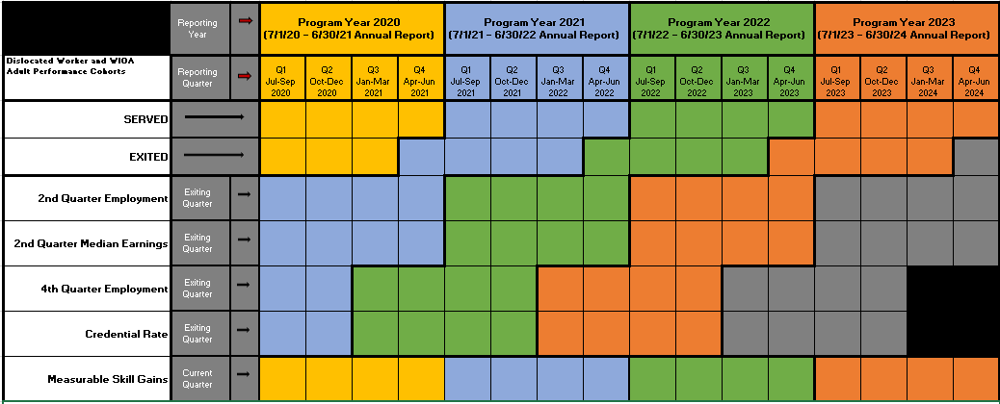 Reporting
Year
Program Year 2020
(7/1/20 - 6/30/21 Annual Report)
Program Year 2021
(7/1/21 - 6/30/22 Annual Report)
Program Year 2022
(7/1/22 - 6/30/23 Annual Report)
Program Year 2023
(7/1/23 - 6/30/24 Annual Report)
Dislocated Worker and WIOA
Adult Performance Cohorts
Reporting
Quarter
Q1
Jul-Sep
2020
Q2
Oct-Dec
2020
Q3
Jan-Mar
2021
Q4
Apr-Jun
2021
Q1
Jul-Sep
2021
Q2
Oct-Dec
2021
Q3
Jan-Mar
2022
Q4
Apr-Jun
2022
Q1
Jul-Sep
2022
Q2
Oct-Dec
2022
Q3
Jan-Mar
2023
Q4
Apr-Jun
2023
Q1
Jul-Sep
2023
Q2
Oct-Dec
2023
Q3
Jan-Mar
2024
Q4
Apr-Jun
2024
SERVED
EXITED
2nd Quarter Employment
Exiting
Quarter
2nd Quarter Median Earnings
Exiting
Quarter
4th Quarter Employment
Exiting
Quarter
Credential Rate
Exiting
Quarter
Measurable Skill Gains
Current
Quarter